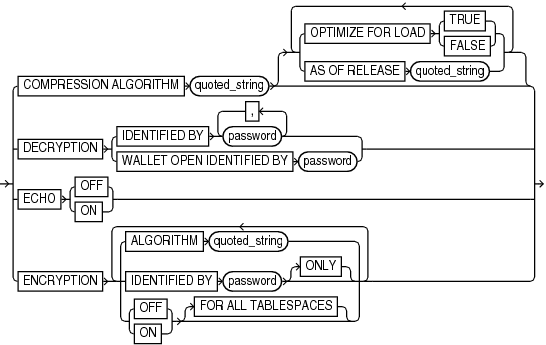 TRUE
OPTIMIZE FOR LOAD
FALSE
AS OF RELEASE quoted_string
COMPRESSION ALGORITHM quoted_string
,
IDENTIFIED BY password
DECRYPTION
WALLET OPEN IDENTIFIED BY password
OFF
ECHO
ON
ALGORITHM quoted_string
ONLY
ENCRYPTION IDENTIFIED BY password
OFF FOR ALL TABLESPACES
ON